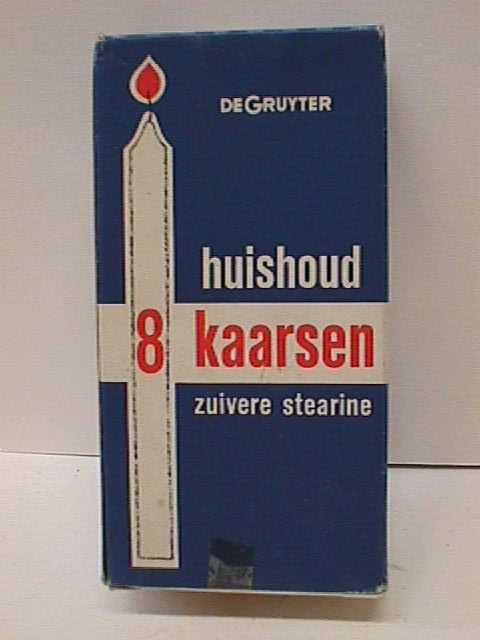 DEGRUYTER
huishoud
8 kaarsen
zuivere stearine